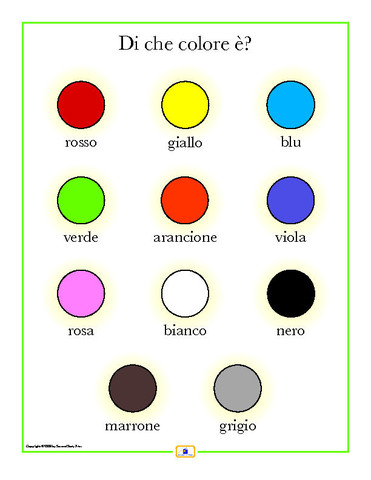 Di che colore è?
rosso giallo blu
verde arancione viola
rosa bianco nero
marrone grigio